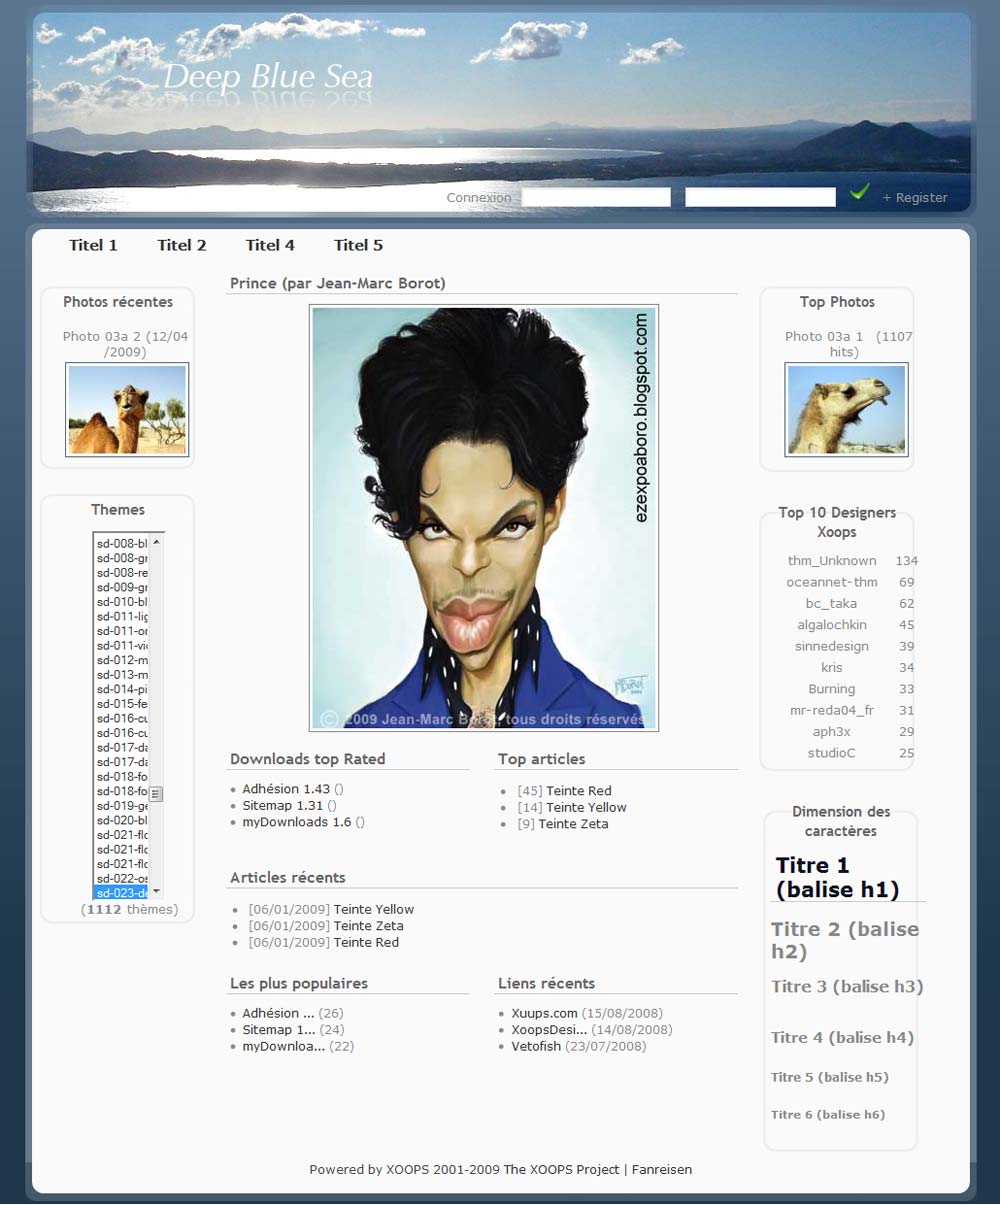 Deep Blue Sea
Connexion + Register
Titel 1 Titel 2 Titel 4 Titel 5
Photos récentes
Photo 03a 2 (12/04
/2009)
Themes
sd-008-bl
sd-008-gr
sd-008-re
sd-009-gr
sd-010-bl
sd-011-lig
sd-011-or
sd-011-vi
sd-012-m
sd-013-m
sd-014-pi
sd-015-fe
sd-016-cu
sd-016-cu
sd-017-da
sd-017-da
sd-018-fo
sd-018-fo
sd-019-ge
sd-020-bl
sd-021-flo
sd-021-flo
sd-021-flo
sd-022-os
sd-023-de
(1112 thèmes)
Prince (par Jean-Marc Borot)
ezexpoaboro.blogspot.com
© 2009 Jean-Marc Borot, tous droits réservés
Downloads top Rated
Adhésion 1.43 ()
Sitemap 1.31 ()
myDownloads 1.6 ()
Top articles
[45] Teinte Red
[14] Teinte Yellow
[9] Teinte Zeta
Articles récents
[06/01/2009] Teinte Yellow
[06/01/2009] Teinte Zeta
[06/01/2009] Teinte Red
Les plus populaires
Adhésion ... (26)
Sitemap 1... (24)
myDownloa... (22)
Liens récents
Xuups.com (15/08/2008)
XoopsDesi... (14/08/2008)
Vetofish (23/07/2008)
Top Photos
Photo 03a 1 (1107
hits)
Top 10 Designers
Xoops
thm_Unknown 134
oceannet-thm 69
bc_taka 62
algalochkin 45
sinnedesign 39
kris 34
Burning 33
mr-reda04_fr 31
aph3x 29
studioC 25
Dimension des
caractères
Titre 1
(balise h1)
Titre 2 (balise
h2)
Titre 3 (balise h3)
Titre 4 (balise h4)
Titre 5 (balise h5)
Titre 6 (balise h6)
Powered by XOOPS 2001-2009 The XOOPS Project | Fanreisen